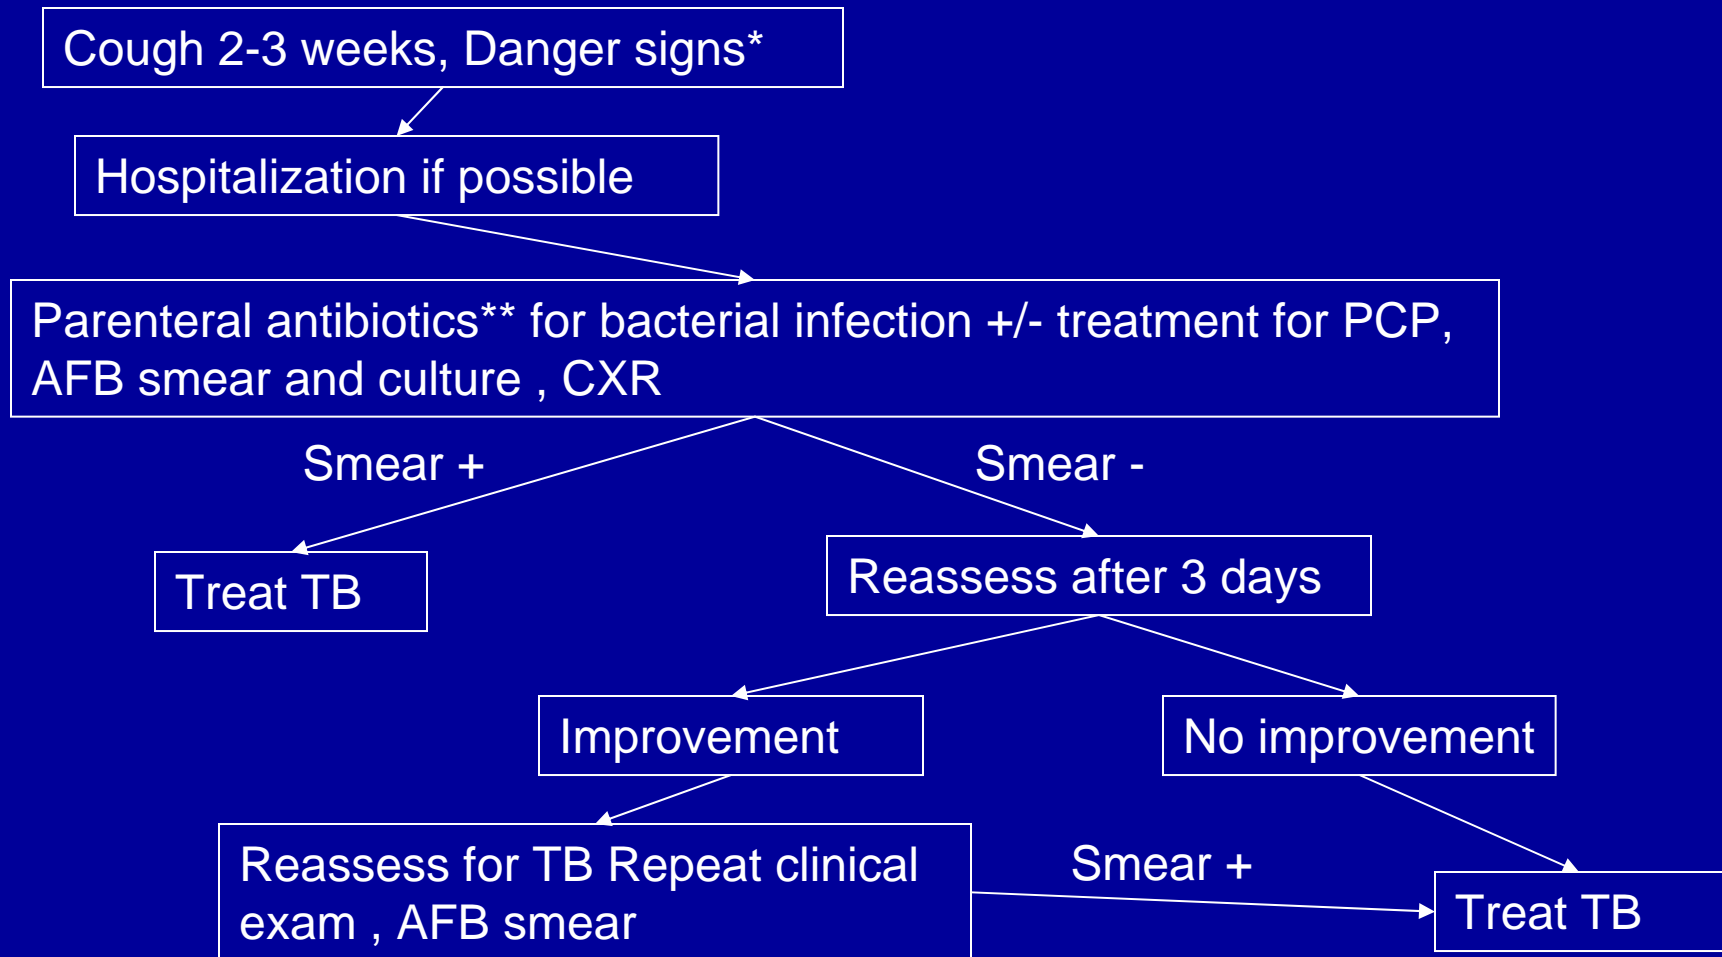 Cough 2-3 weeks, Danger signs*
Hospitalization if possible
Parenteral antibiotics** for bacterial infection +/- treatment for PCP,
AFB smear and culture , CXR
Smear +
Smear -
Treat TB
Reassess after 3 days
Improvement
No improvement
Reassess for TB Repeat clinical
exam , AFB smear
Smear +
Treat TB